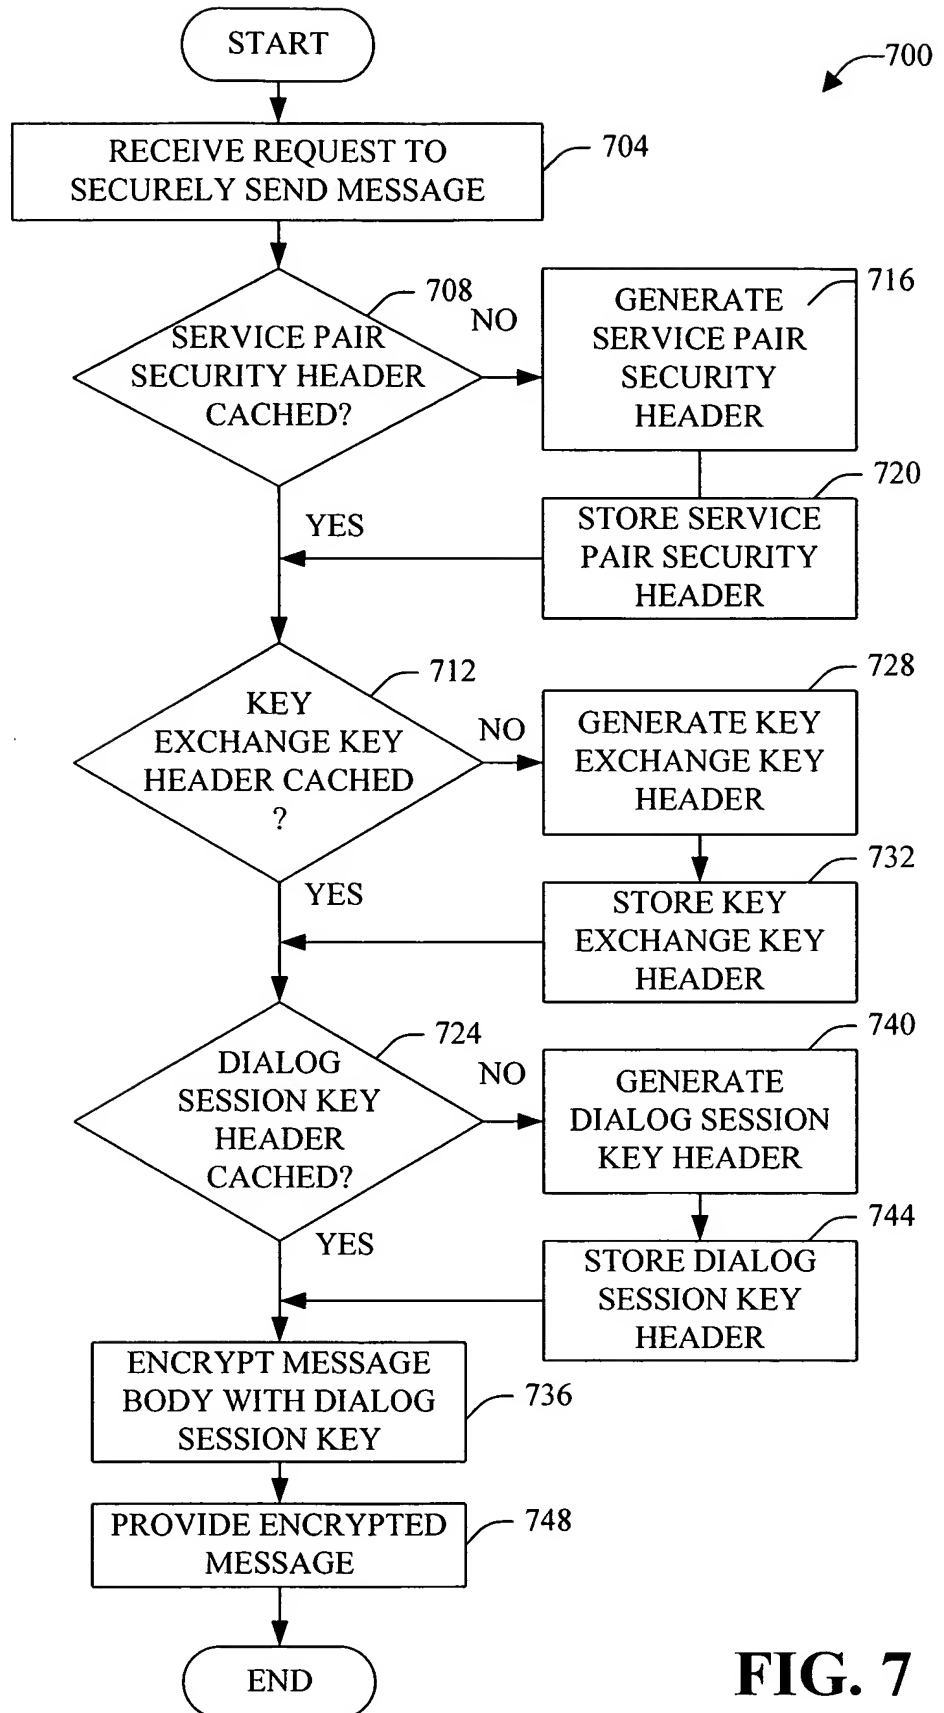 START
700
RECEIVE REQUEST TO
SECURELY SEND MESSAGE
704
708
SERVICE PAIR
SECURITY HEADER
CACHED?
NO
716
GENERATE
SERVICE PAIR
SECURITY
HEADER
720
STORE SERVICE
PAIR SECURITY
HEADER
YES
712
KEY
EXCHANGE KEY
HEADER CACHED
?
NO
728
GENERATE KEY
EXCHANGE KEY
HEADER
732
STORE KEY
EXCHANGE KEY
HEADER
YES
724
DIALOG
SESSION KEY
HEADER
CACHED?
NO
740
GENERATE
DIALOG SESSION
KEY HEADER
744
STORE DIALOG
SESSION KEY
HEADER
YES
ENCRYPT MESSAGE
BODY WITH DIALOG
SESSION KEY
736
PROVIDE ENCRYPTED
MESSAGE
748
END
FIG. 7